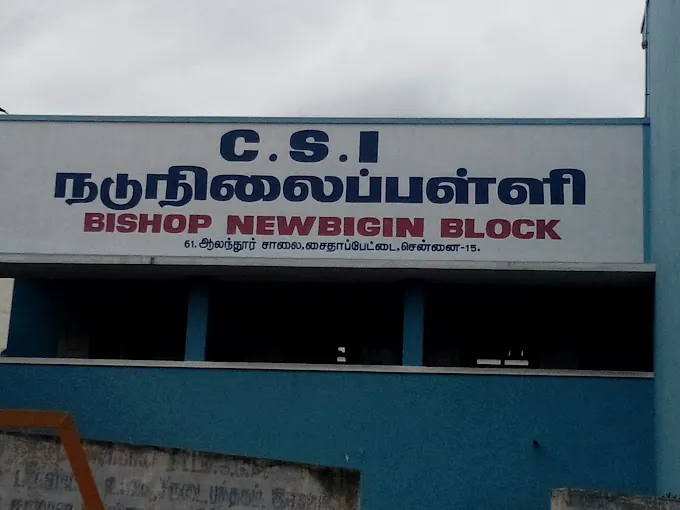 C.S.I
நடுநிலைப்பள்ளி
BISHOP NEWBIGIN BLOCK
61. ஆலந்தூர் சாலை, சைதாப்பேட்டை, சென்னை-15.